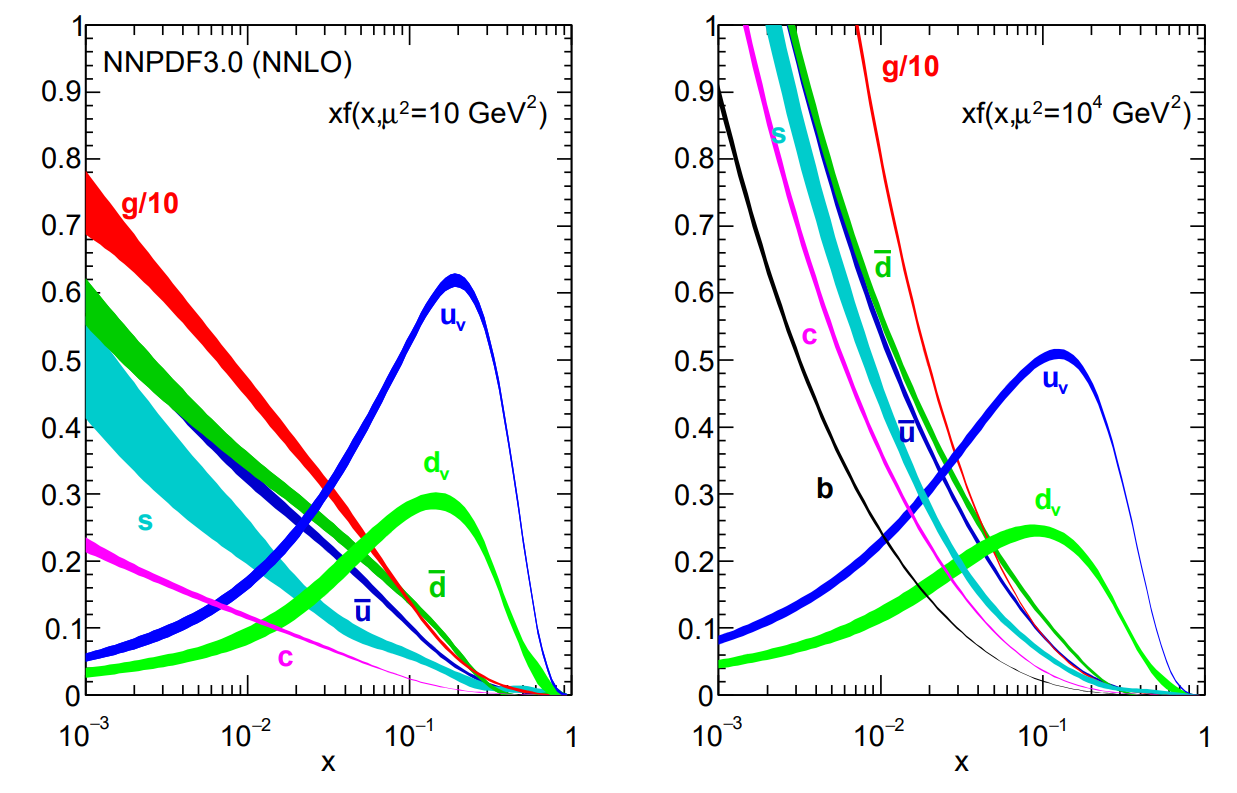 NNPDF3.0 (NNLO)
xf(x,μ²=10 GeV²)
1
0.9
0.8
0.7
0.6
0.5
0.4
0.3
0.2
0.1
0
g/10
u_v
d_v
s
d̅
u̅
c
10⁻³
10⁻²
10⁻¹
1
x
xf(x,μ²=10⁴ GeV²)
1
0.9
0.8
0.7
0.6
0.5
0.4
0.3
0.2
0.1
0
g/10
s
d̅
c
u_v
u̅
b
d_v
10⁻³
10⁻²
10⁻¹
1
x